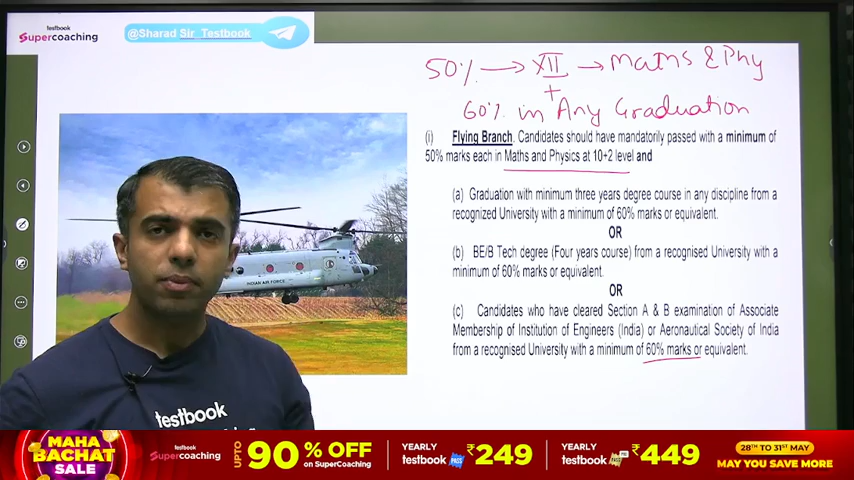 testbook
Supercoaching
@Sharad Sir_Testbook
50% → XII → Maths & Phy
+
60% in Any Graduation
(i) Flying Branch. Candidates should have mandatorily passed with a minimum of
50% marks each in Maths and Physics at 10+2 level and
(a) Graduation with minimum three years degree course in any discipline from a
recognized University with a minimum of 60% marks or equivalent.
OR
(b) BE/B Tech degree (Four years course) from a recognised University with a
minimum of 60% marks or equivalent.
OR
(c) Candidates who have cleared Section A & B examination of Associate
Membership of Institution of Engineers (India) or Aeronautical Society of India
from a recognised University with a minimum of 60% marks or equivalent.
INDIAN AIR FORCE
testbook
MAHA
BACHAT
SALE
testbook
Supercoaching
UPTO 90% OFF
on SuperCoaching
YEARLY
testbook PASS
₹249
YEARLY
testbook
₹449
28TH TO 31ST MAY
MAY YOU SAVE MORE